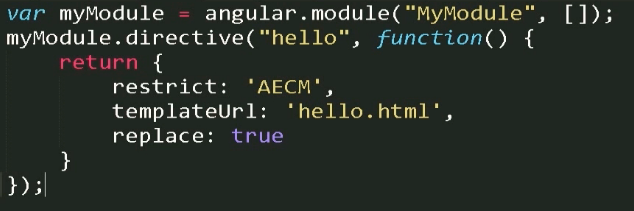 var myModule = angular.module("MyModule", []);
myModule.directive("hello", function() {
    return {
        restrict: 'AECM',
        templateUrl: 'hello.html',
        replace: true
    }
});